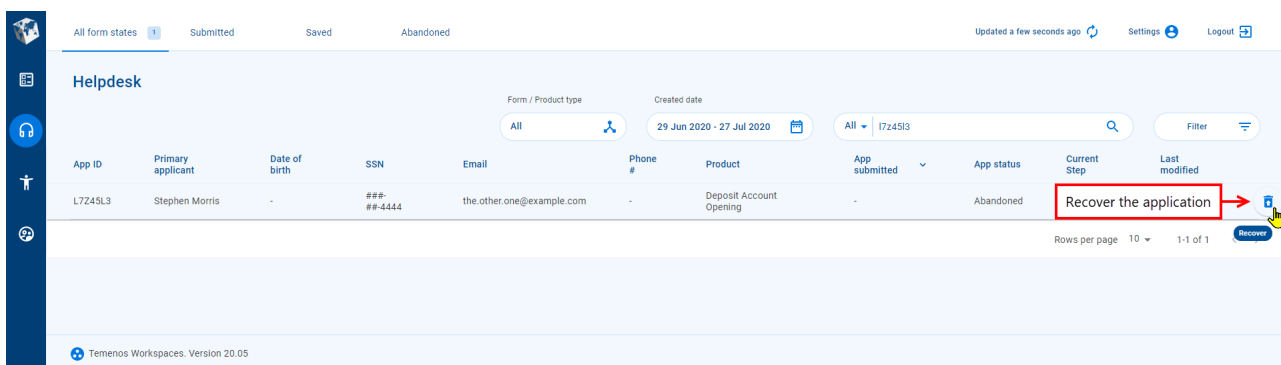 All form states 1 Submitted Saved Abandoned Updated a few seconds ago Settings Logout
Helpdesk
Form / Product type Created date
All 29 Jun 2020 - 27 Jul 2020 All l7z45l3 Filter
App ID Primary applicant Date of birth SSN Email Phone # Product App submitted App status Current Step Last modified
L7Z45L3 Stephen Morris - ###-##-4444 the.other.one@example.com - Deposit Account Opening - Abandoned Recover the application
Rows per page 10 1-1 of 1 Recover
Temenos Workspaces. Version 20.05